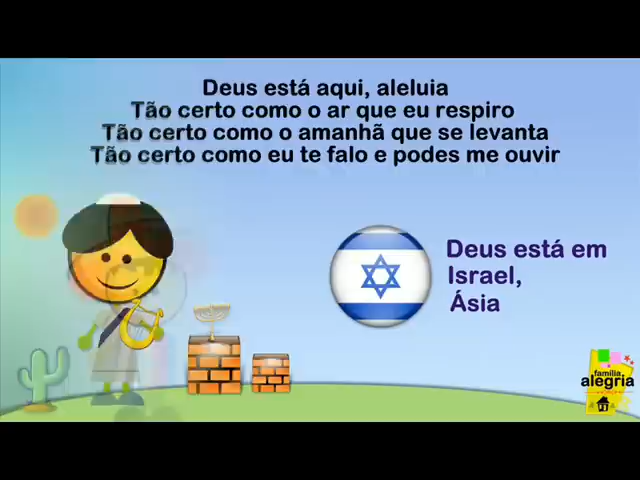 Deus está aqui, aleluia
Tão certo como o ar que eu respiro
Tão certo como o amanhã que se levanta
Tão certo como eu te falo e podes me ouvir
Deus está em
Israel,
Ásia
família
alegria